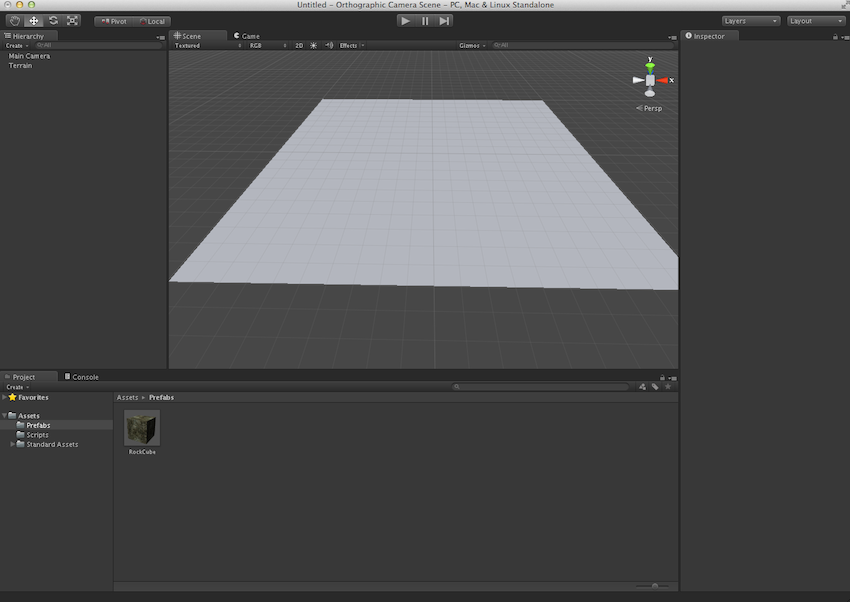 Untitled - Orthographic Camera Scene - PC, Mac & Linux Standalone
Pivot Local Layers Layout
Hierarchy
Create All
Main Camera
Terrain
Scene Game
Textured RGB 2D Effects Gizmos All
y
x
Persp
Inspector
Project Console
Create
Favorites
Assets
Prefabs
Scripts
Standard Assets
Assets ▸ Prefabs
RockCube